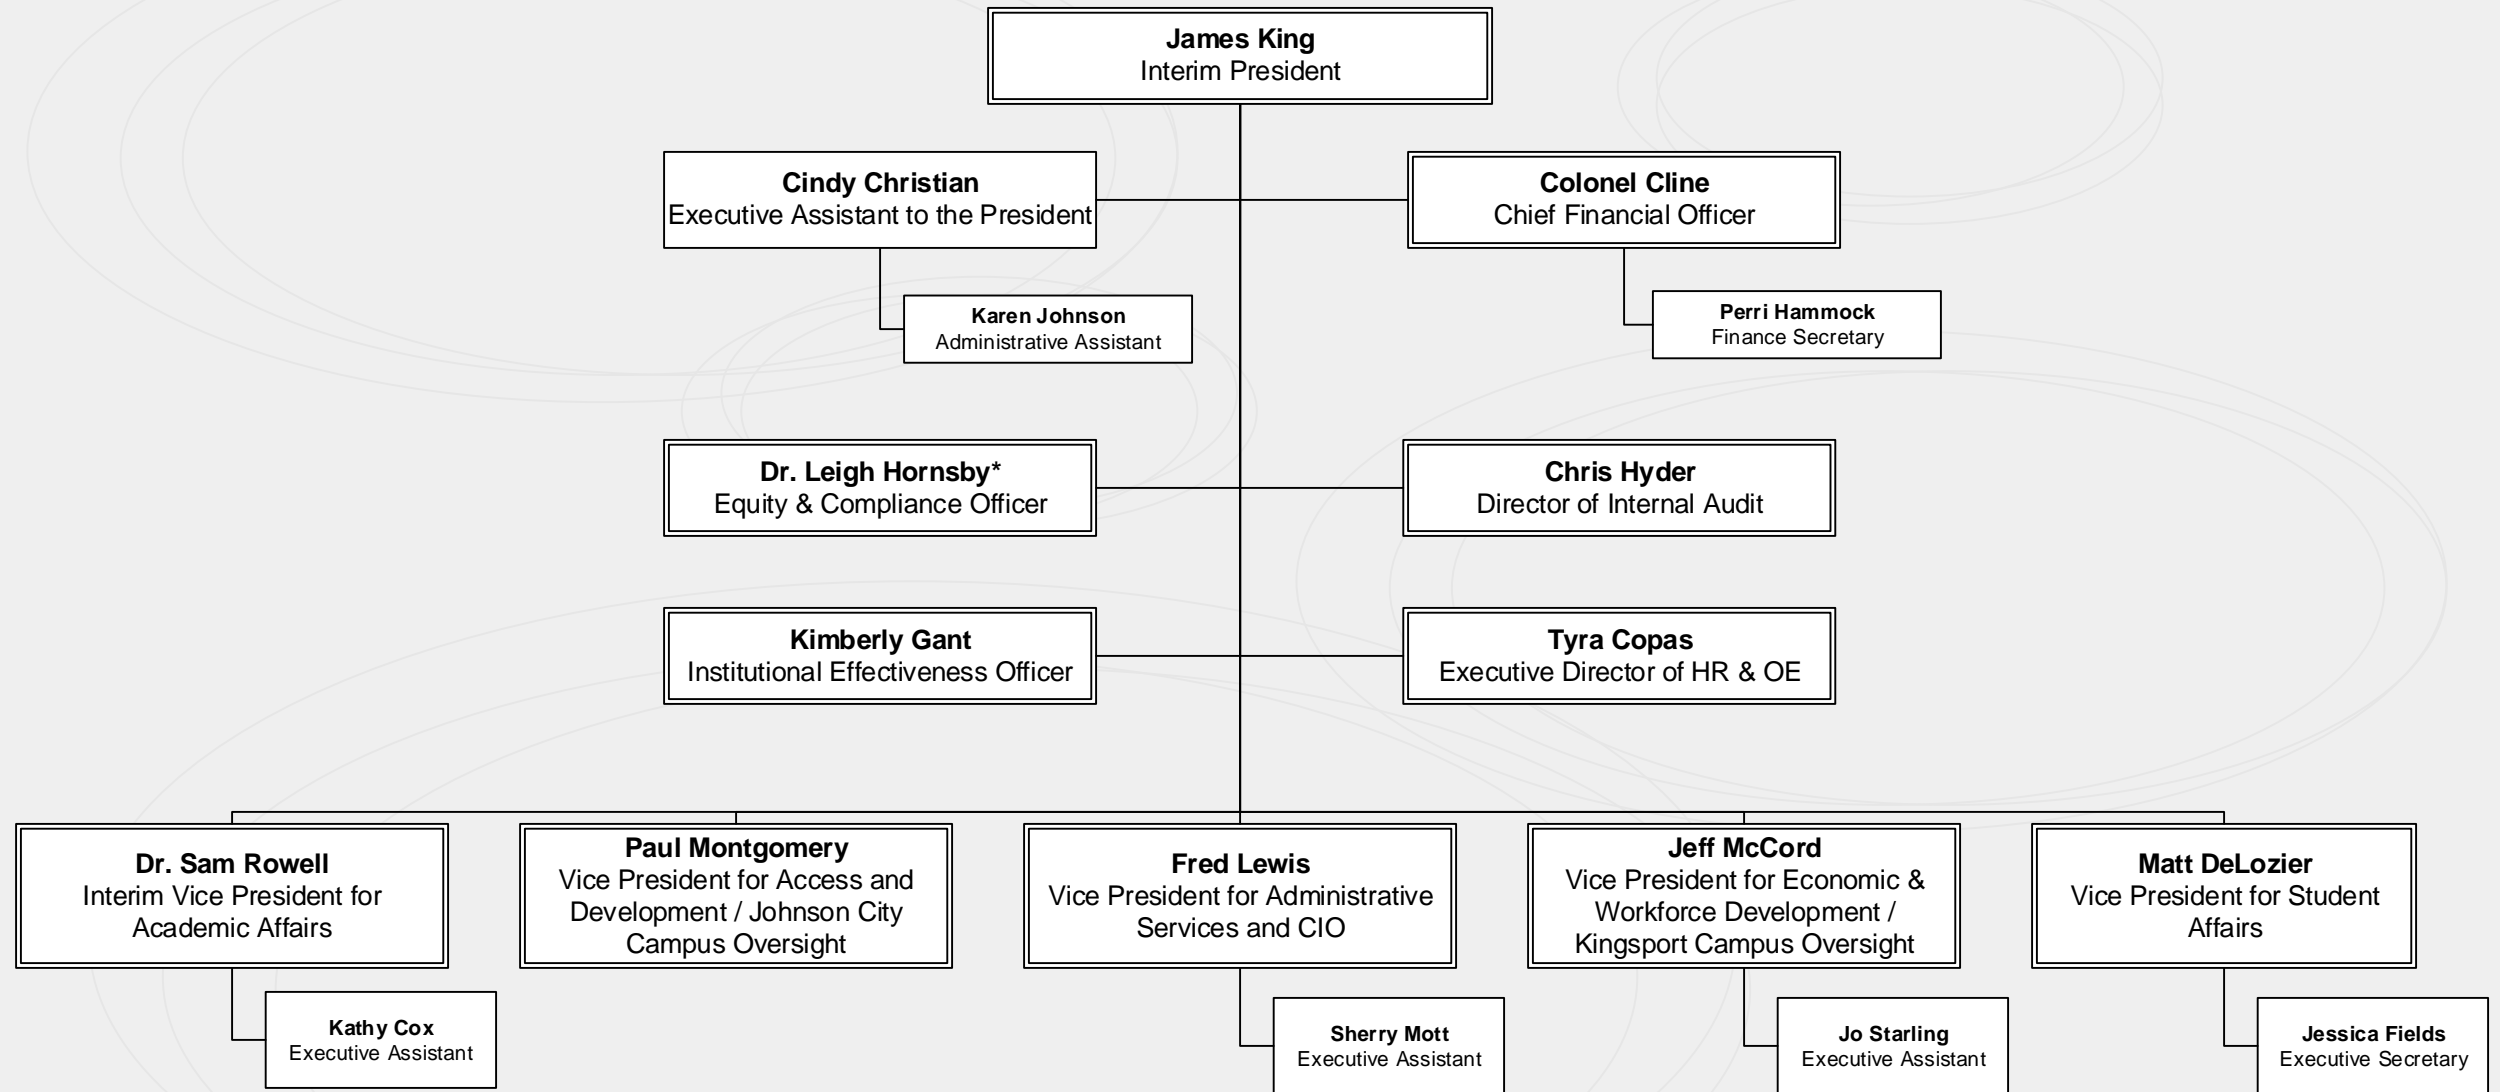 James King
Interim President
Cindy Christian
Executive Assistant to the President
Colonel Cline
Chief Financial Officer
Karen Johnson
Administrative Assistant
Perri Hammock
Finance Secretary
Dr. Leigh Hornsby*
Equity & Compliance Officer
Chris Hyder
Director of Internal Audit
Kimberly Gant
Institutional Effectiveness Officer
Tyra Copas
Executive Director of HR & OE
Dr. Sam Rowell
Interim Vice President for
Academic Affairs
Paul Montgomery
Vice President for Access and
Development / Johnson City
Campus Oversight
Fred Lewis
Vice President for Administrative
Services and CIO
Jeff McCord
Vice President for Economic &
Workforce Development /
Kingsport Campus Oversight
Matt DeLozier
Vice President for Student
Affairs
Kathy Cox
Executive Assistant
Sherry Mott
Executive Assistant
Jo Starling
Executive Assistant
Jessica Fields
Executive Secretary